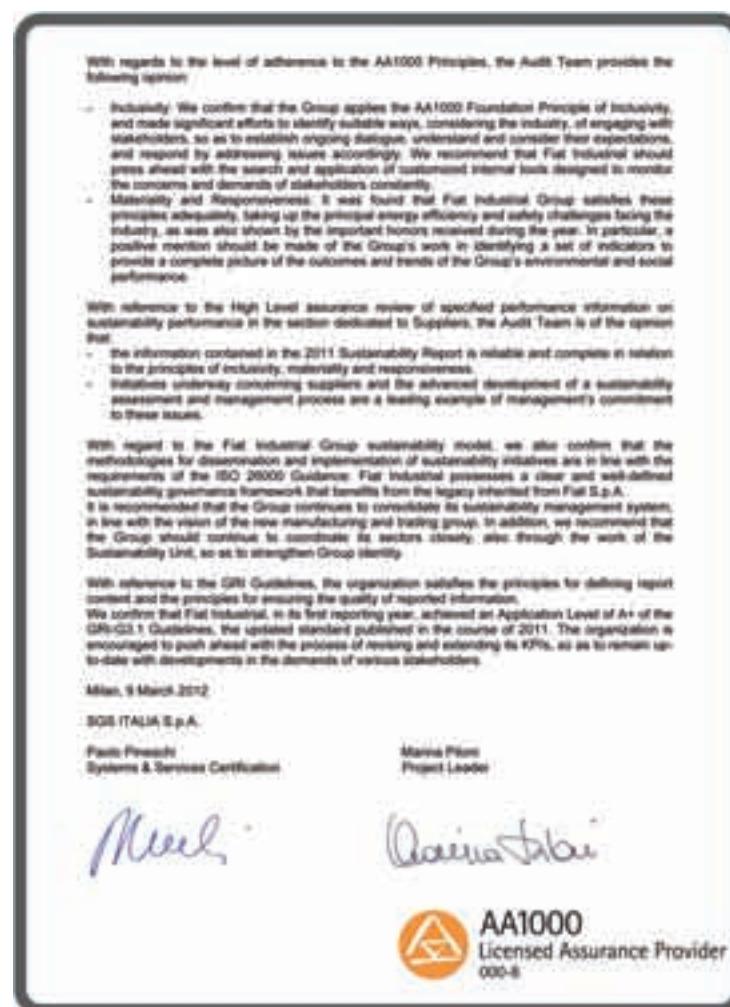 With regards to the level of adherence to the AA1000 Principles, the Audit Team provides the
following opinion:
- Inclusivity: We confirm that the Group applies the AA1000 Foundation Principle of Inclusivity,
and made significant efforts to identify suitable ways, considering the industry, of engaging with
stakeholders, so as to establish ongoing dialogue, understand and consider their expectations,
and respond by addressing issues accordingly. We recommend that Fiat Industrial should
press ahead with the search and application of customized internal tools designed to monitor
the concerns and demands of stakeholders constantly.
- Materiality and Responsiveness: It was found that Fiat Industrial Group satisfies these
principles adequately, taking up the principal energy efficiency and safety challenges facing the
industry, as was also shown by the important honors received during the year. In particular, a
positive mention should be made of the Group's work in identifying a set of indicators to
provide a complete picture of the outcomes and trends of the Group's environmental and social
performance.
With reference to the High Level assurance review of specified performance information on
sustainability performance in the section dedicated to Suppliers, the Audit Team is of the opinion
that:
- the information contained in the 2011 Sustainability Report is reliable and complete in relation
to the principles of inclusivity, materiality and responsiveness.
- Initiatives underway concerning suppliers and the advanced development of a sustainability
assessment and management process are a leading example of management's commitment
to these issues.
With regard to the Fiat Industrial Group sustainability model, we also confirm that the
methodologies for dissemination and implementation of sustainability initiatives are in line with the
requirements of the ISO 26000 Guidance: Fiat Industrial possesses a clear and well-defined
sustainability governance framework that benefits from the legacy inherited from Fiat S.p.A.
It is recommended that the Group continues to consolidate its sustainability management system,
in line with the vision of the new manufacturing and trading group. In addition, we recommend that
the Group should continue to coordinate its sectors closely, also through the work of the
Sustainability Unit, so as to strengthen Group identity.
With reference to the GRI Guidelines, the organization satisfies the principles for defining report
content and the principles for ensuring the quality of reported information.
We confirm that Fiat Industrial, in its first reporting year, achieved an Application Level of A+ of the
GRI-G3.1 Guidelines, the updated standard published in the course of 2011. The organization is
encouraged to push ahead with the process of revising and extending its KPIs, so as to remain up-
to-date with developments in the demands of various stakeholders.
Milan, 9 March 2012
SGS ITALIA S.p.A.
Paolo Pineschi
Systems & Services Certification
Marina Piloni
Project Leader
AA1000
Licensed Assurance Provider
000-8